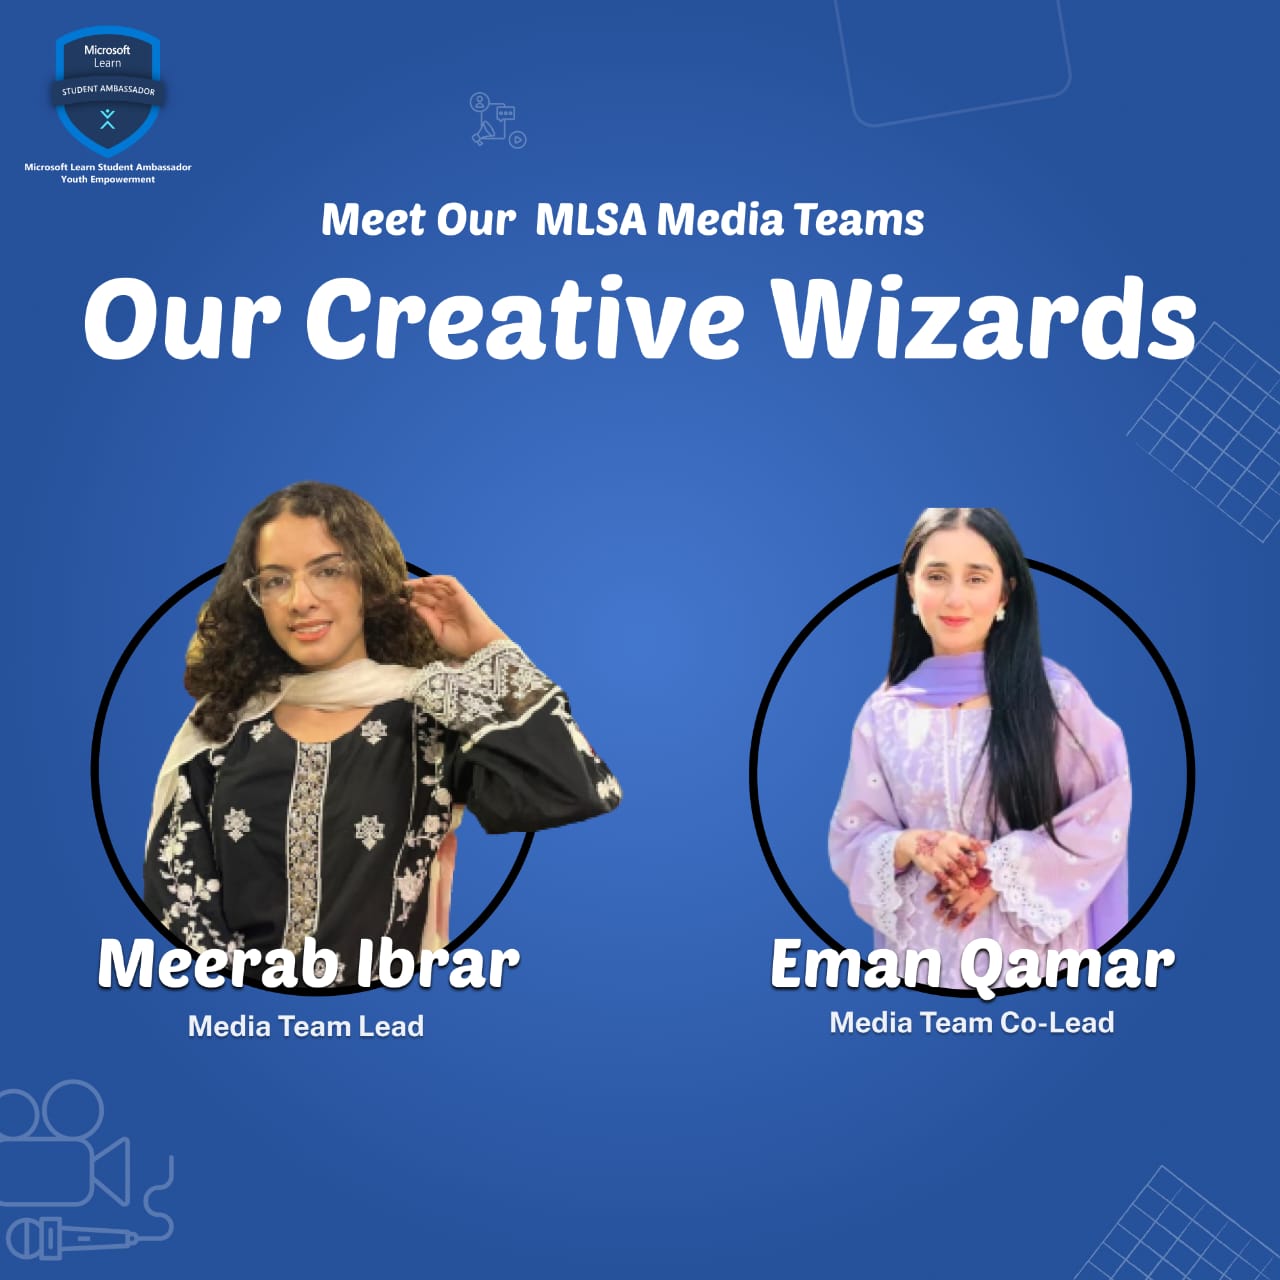 Microsoft
Learn
STUDENT AMBASSADOR
Microsoft Learn Student Ambassador
Youth Empowerment
Meet Our MLSA Media Teams
Our Creative Wizards
Meerab Ibrar
Media Team Lead
Eman Qamar
Media Team Co-Lead